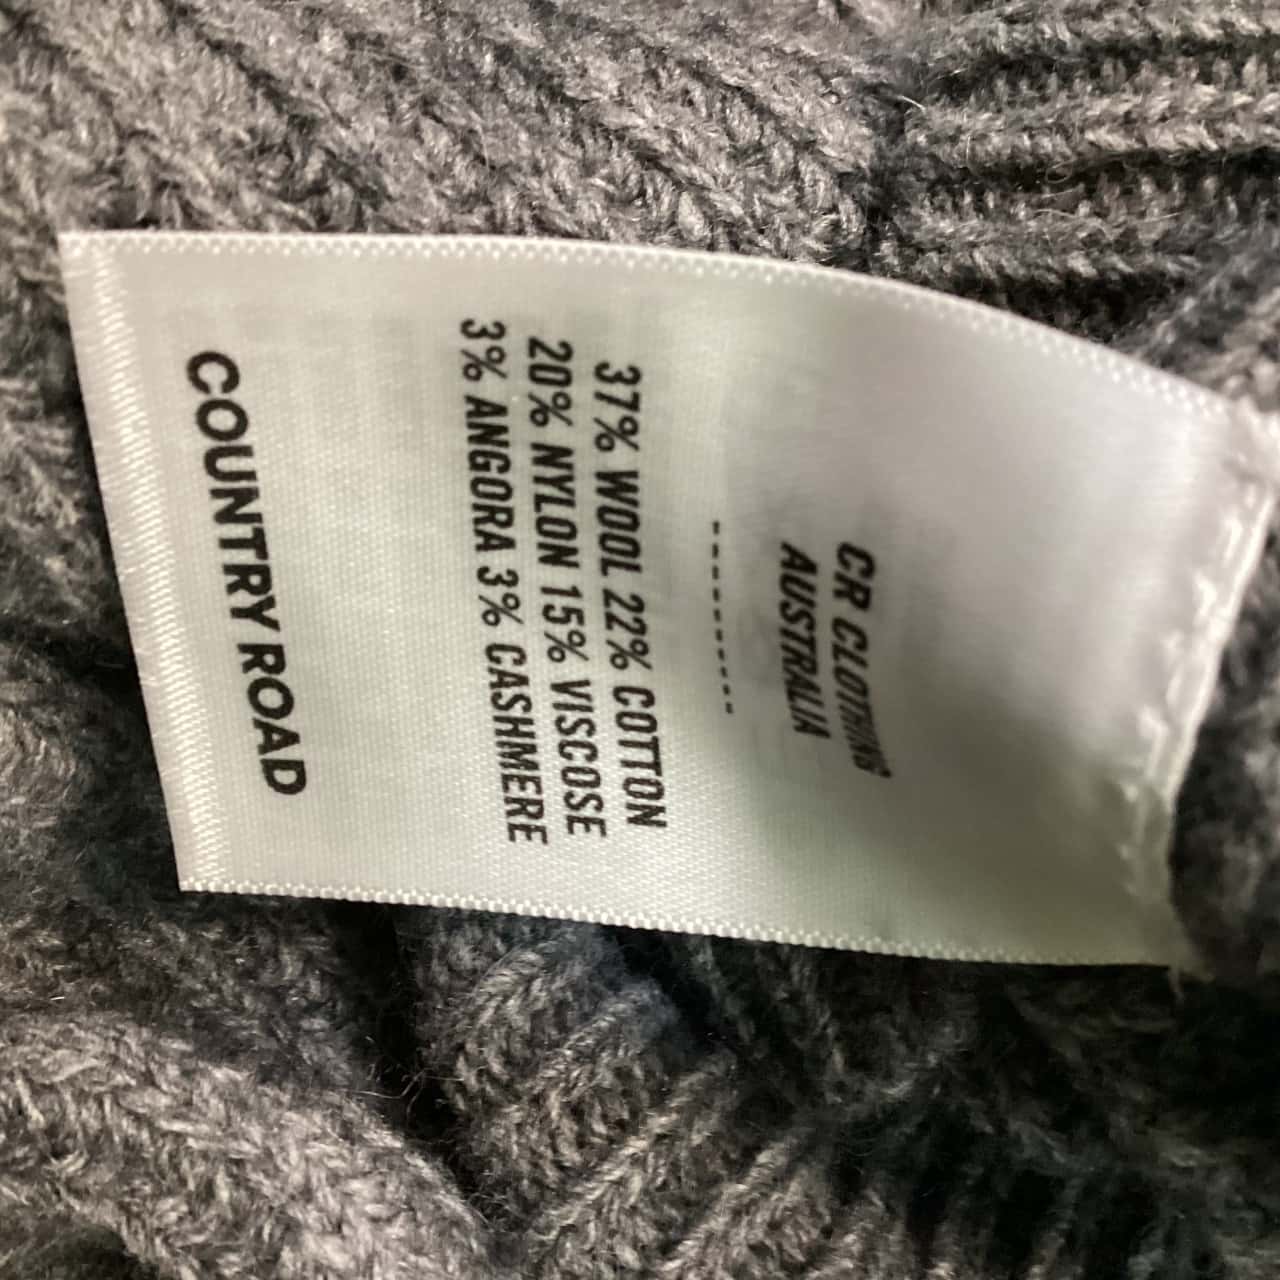 CR CLOTHING
AUSTRALIA
---------
37% WOOL 22% COTTON
20% NYLON 15% VISCOSE
3% ANGORA 3% CASHMERE
COUNTRY ROAD